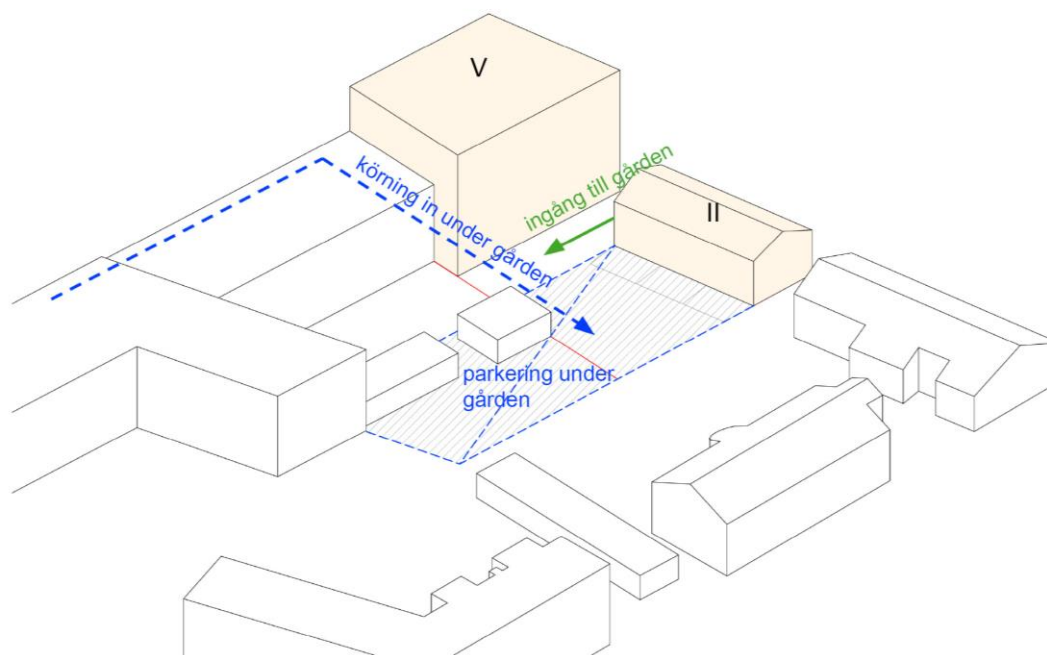 V
körning in under gården
ingång till gården
II
parkering under
gården